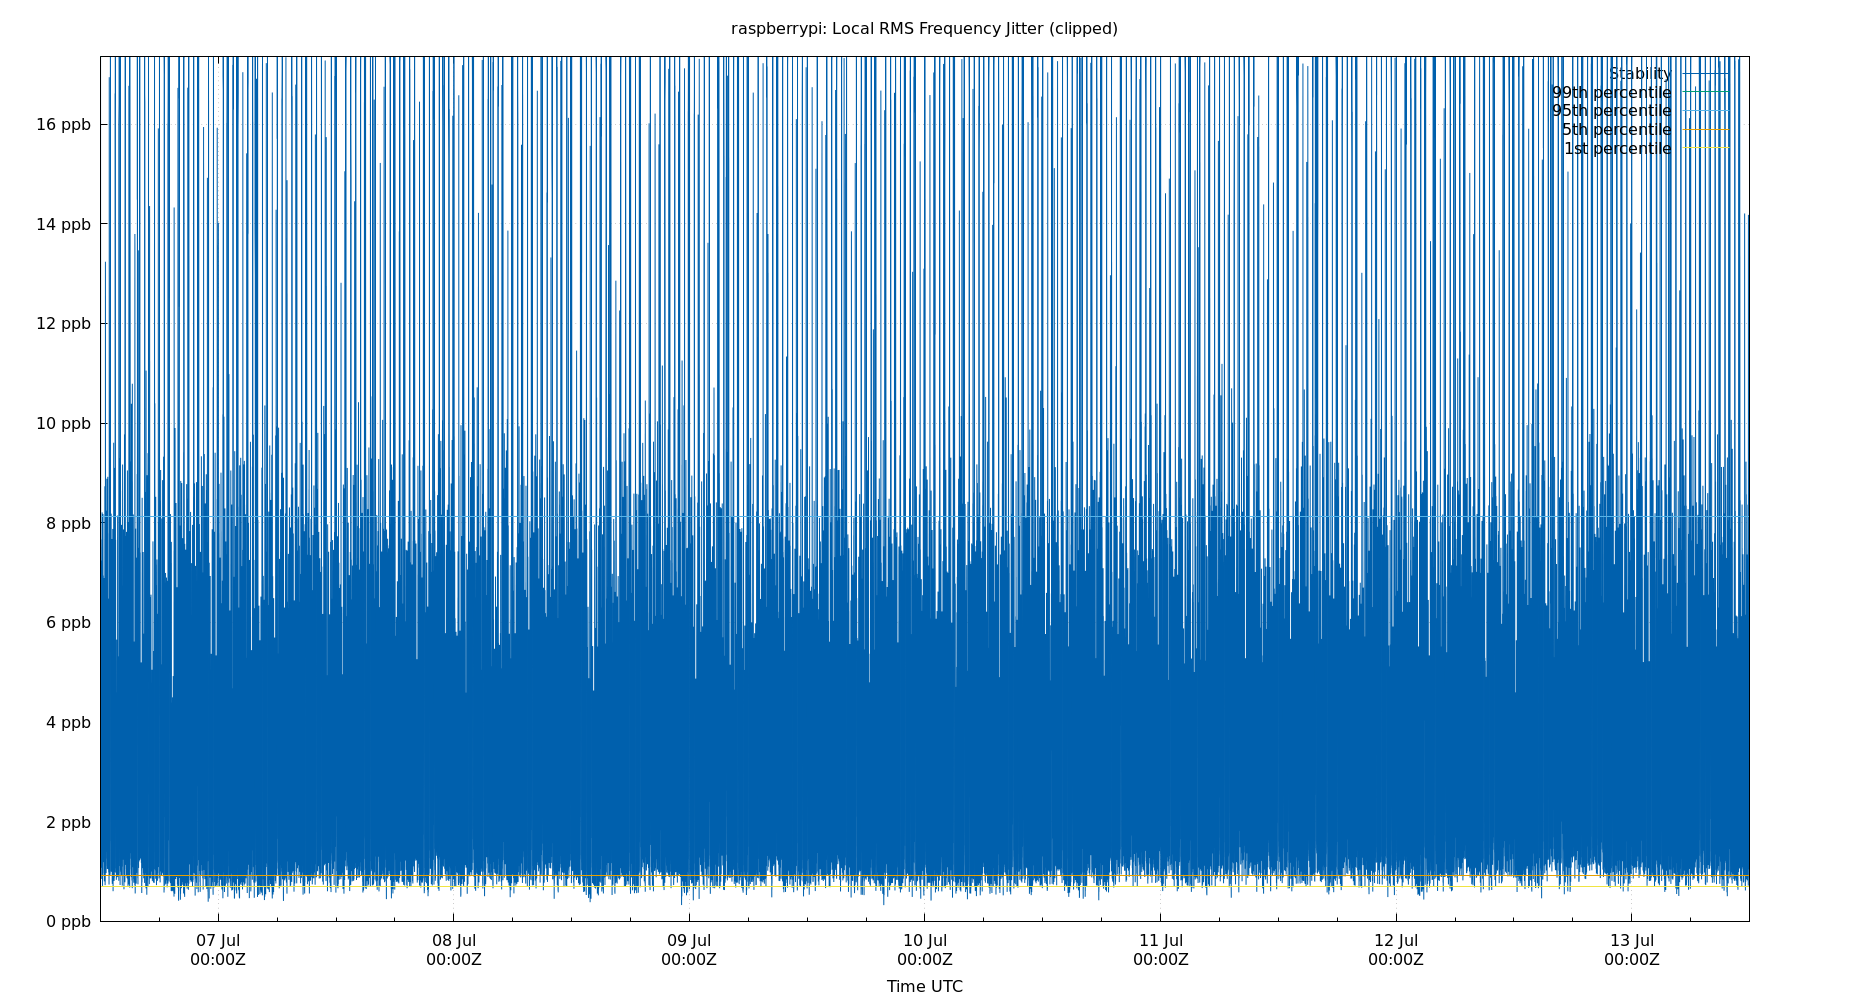 raspberrypi: Local RMS Frequency Jitter (clipped)
Stability
99th percentile
95th percentile
5th percentile
1st percentile
16 ppb
14 ppb
12 ppb
10 ppb
8 ppb
6 ppb
4 ppb
2 ppb
0 ppb
07 Jul 08 Jul 09 Jul 10 Jul 11 Jul 12 Jul 13 Jul
00:00Z 00:00Z 00:00Z 00:00Z 00:00Z 00:00Z 00:00Z
Time UTC